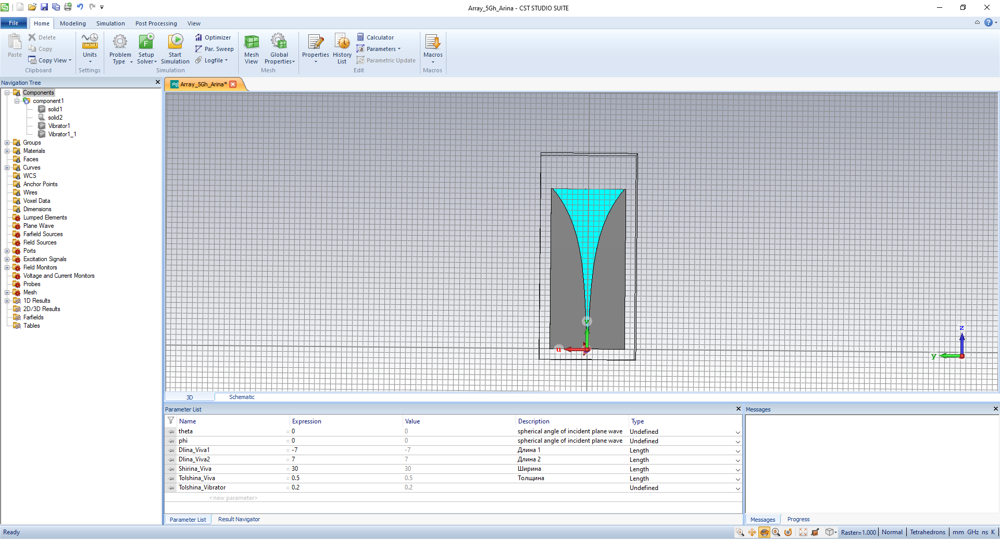 Array_5Gh_Arina - CST STUDIO SUITE
File Home Modeling Simulation Post Processing View
Paste Delete Copy Copy View Clipboard
Units Settings
Problem Type Setup Solver Start Simulation Optimizer Par. Sweep Logfile Simulation
Mesh View Global Properties Mesh
Properties History List Calculator Parameters Parametric Update Edit
Macros Macros
Navigation Tree
Components
component1
solid1
solid2
Vibrator1
Vibrator1_1
Groups
Materials
Faces
Curves
WCS
Anchor Points
Wires
Voxel Data
Dimensions
Lumped Elements
Plane Wave
Farfield Sources
Field Sources
Ports
Excitation Signals
Field Monitors
Voltage and Current Monitors
Probes
Mesh
1D Results
2D/3D Results
Farfields
Tables
Array_5Gh_Arina*
v
u
z
y
3D Schematic
Parameter List
Name Expression Value Description Type
theta = 0 0 spherical angle of incident plane wave Undefined
phi = 0 0 spherical angle of incident plane wave Undefined
Dlina_Viva1 = -7 -7 Длина 1 Length
Dlina_Viva2 = 7 7 Длина 2 Length
Shirina_Viva = 30 30 Ширина Length
Tolshina_Viva = 0.5 0.5 Толщина Length
Tolshina_Vibrator = 0.2 0.2 Undefined
<new parameter>
Parameter List Result Navigator
Messages
Messages Progress
Ready
Raster=1.000 Normal Tetrahedrons mm GHz ns K